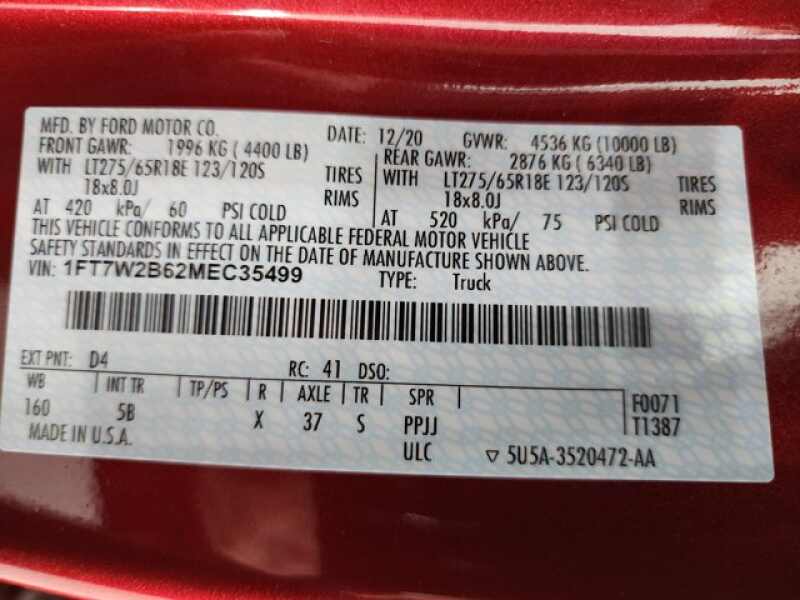 MFD. BY FORD MOTOR CO. DATE: 12/20 GVWR: 4536 KG (10000 LB)
FRONT GAWR: 1996 KG ( 4400 LB) REAR GAWR: 2876 KG ( 6340 LB)
WITH LT275/65R18E 123/120S TIRES WITH LT275/65R18E 123/120S TIRES
18x8.0J RIMS 18x8.0J RIMS
AT 420 kPa/ 60 PSI COLD AT 520 kPa/ 75 PSI COLD
THIS VEHICLE CONFORMS TO ALL APPLICABLE FEDERAL MOTOR VEHICLE
SAFETY STANDARDS IN EFFECT ON THE DATE OF MANUFACTURE SHOWN ABOVE.
VIN: 1FT7W2B62MEC35499 TYPE: Truck
EXT PNT: D4 RC: 41 DSO:
WB INT TR TP/PS R AXLE TR SPR F0071
160 5B X 37 S PPJJ T1387
MADE IN U.S.A. ULC ▽ 5U5A-3520472-AA